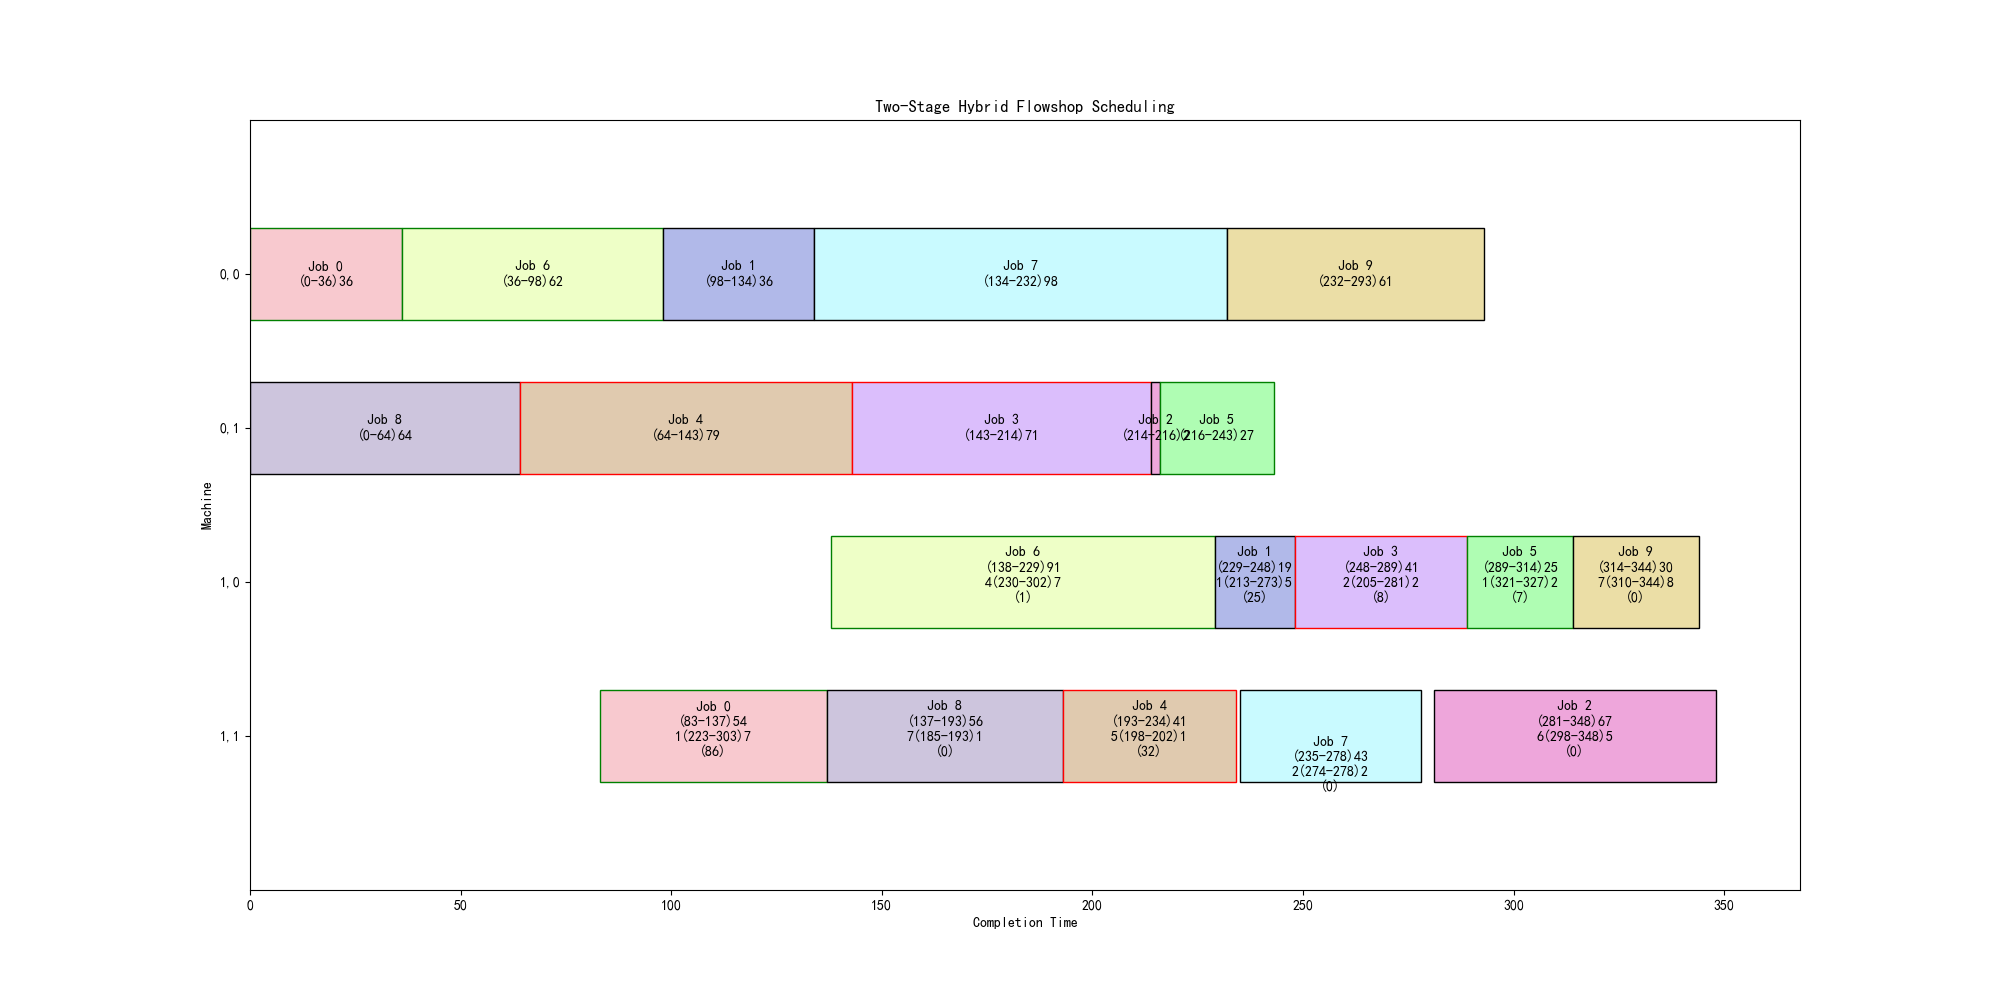 Two-Stage Hybrid Flowshop Scheduling
Machine
0,0
Job 0
(0-36)36
Job 6
(36-98)62
Job 1
(98-134)36
Job 7
(134-232)98
Job 9
(232-293)61
0,1
Job 8
(0-64)64
Job 4
(64-143)79
Job 3
(143-214)71
Job 2
(214-216)2
Job 5
(216-243)27
1,0
Job 6
(138-229)91
4(230-302)7
(1)
Job 1
(229-248)19
1(213-273)5
(25)
Job 3
(248-289)41
2(205-281)2
(8)
Job 5
(289-314)25
1(321-327)2
(7)
Job 9
(314-344)30
7(310-344)8
(0)
1,1
Job 0
(83-137)54
1(223-303)7
(86)
Job 8
(137-193)56
7(185-193)1
(0)
Job 4
(193-234)41
5(198-202)1
(32)
Job 7
(235-278)43
2(274-278)2
(0)
Job 2
(281-348)67
6(298-348)5
(0)
0 50 100 150 200 250 300 350
Completion Time